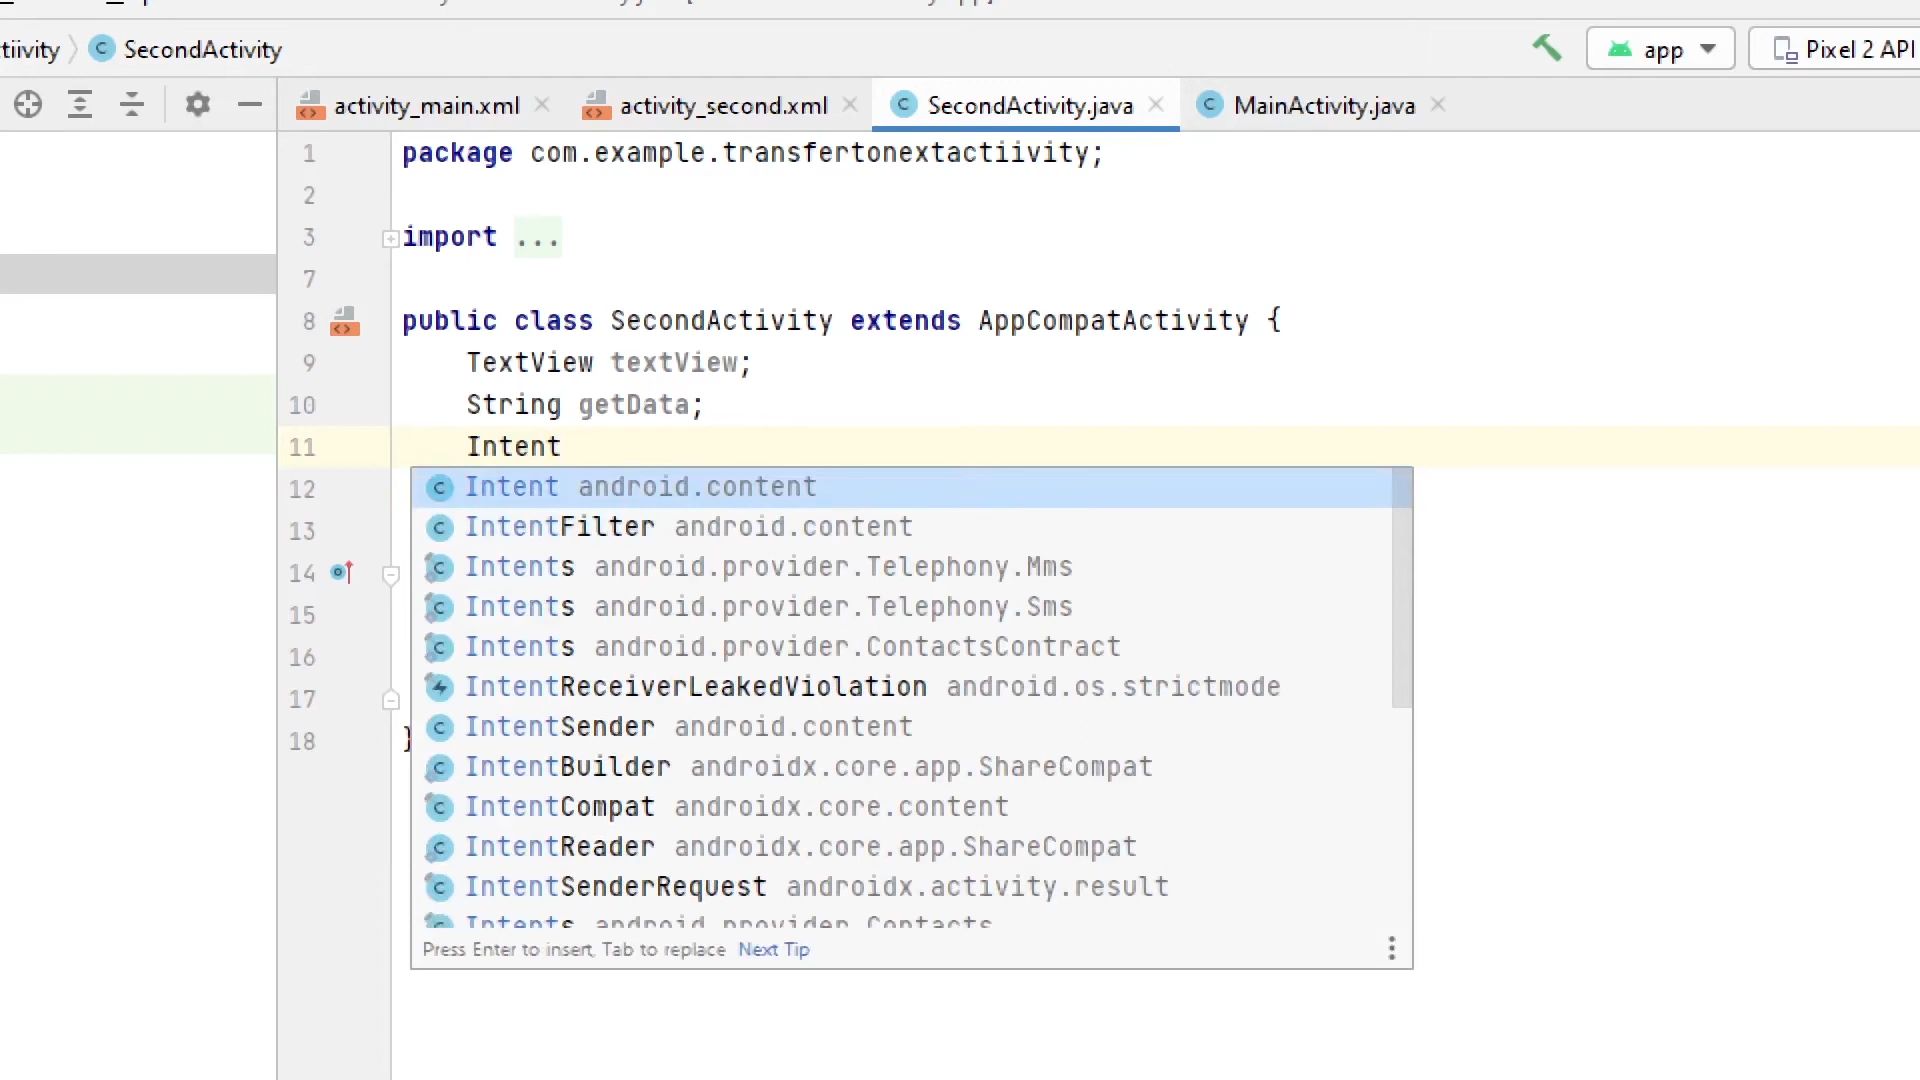 tiivity SecondActivity app Pixel 2 API
activity_main.xml activity_second.xml SecondActivity.java MainActivity.java
1 package com.example.transfertonextactiivity;
2
3 import ...
7
8 public class SecondActivity extends AppCompatActivity {
9 TextView textView;
10 String getData;
11 Intent
12
13
14
15
16
17
18 }
Intent android.content
IntentFilter android.content
Intents android.provider.Telephony.Mms
Intents android.provider.Telephony.Sms
Intents android.provider.ContactsContract
IntentReceiverLeakedViolation android.os.strictmode
IntentSender android.content
IntentBuilder androidx.core.app.ShareCompat
IntentCompat androidx.core.content
IntentReader androidx.core.app.ShareCompat
IntentSenderRequest androidx.activity.result
Intents android.provider.Contacts
Press Enter to insert, Tab to replace Next Tip